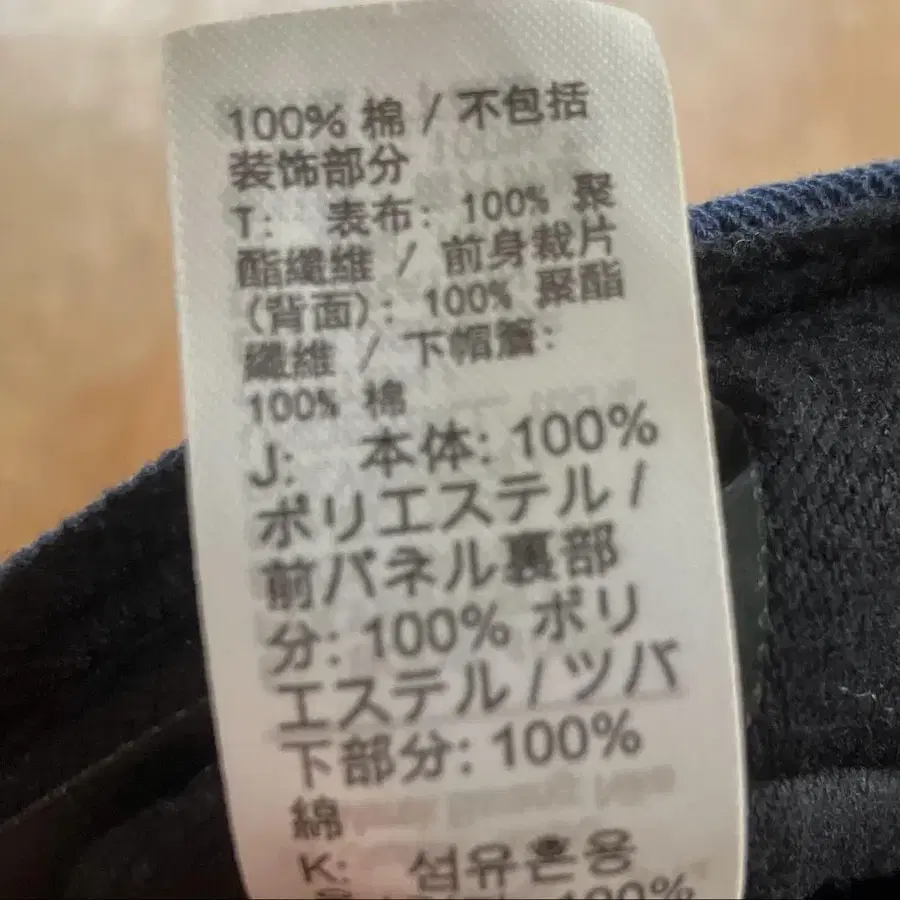 100% 棉 / 不包括
装饰部分
T: 表布: 100% 聚
酯纖維 / 前身裁片
(背面): 100% 聚酯
纖維 / 下帽簷:
100% 棉
J: 本体: 100%
ポリエステル /
前パネル裏部
分: 100% ポリ
エステル / ツバ
下部分: 100%
綿
K: 섬유혼용
100%